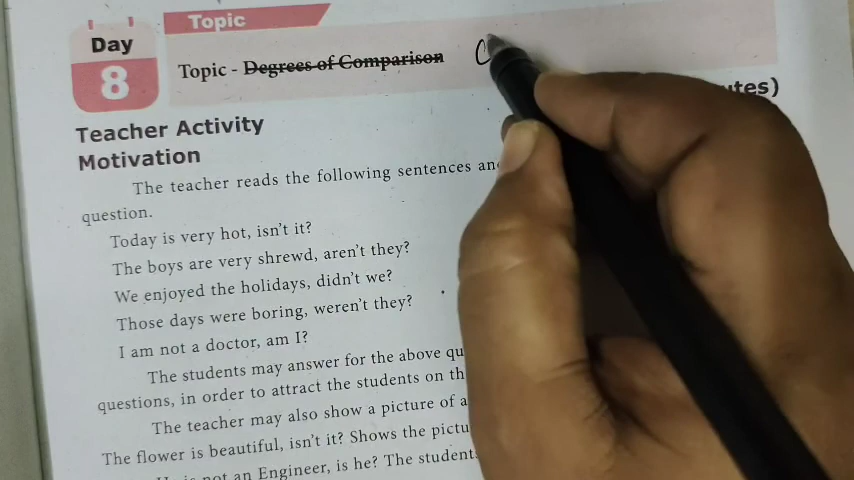 Topic
Day
8
Topic - Degrees of Comparison
utes)
Teacher Activity
Motivation
The teacher reads the following sentences and
question.
Today is very hot, isn't it?
The boys are very shrewd, aren't they?
We enjoyed the holidays, didn't we?
Those days were boring, weren't they?
I am not a doctor, am I?
The students may answer for the above qu
questions, in order to attract the students on th
The teacher may also show a picture of a
The flower is beautiful, isn't it? Shows the pictu
He is not an Engineer, is he? The student